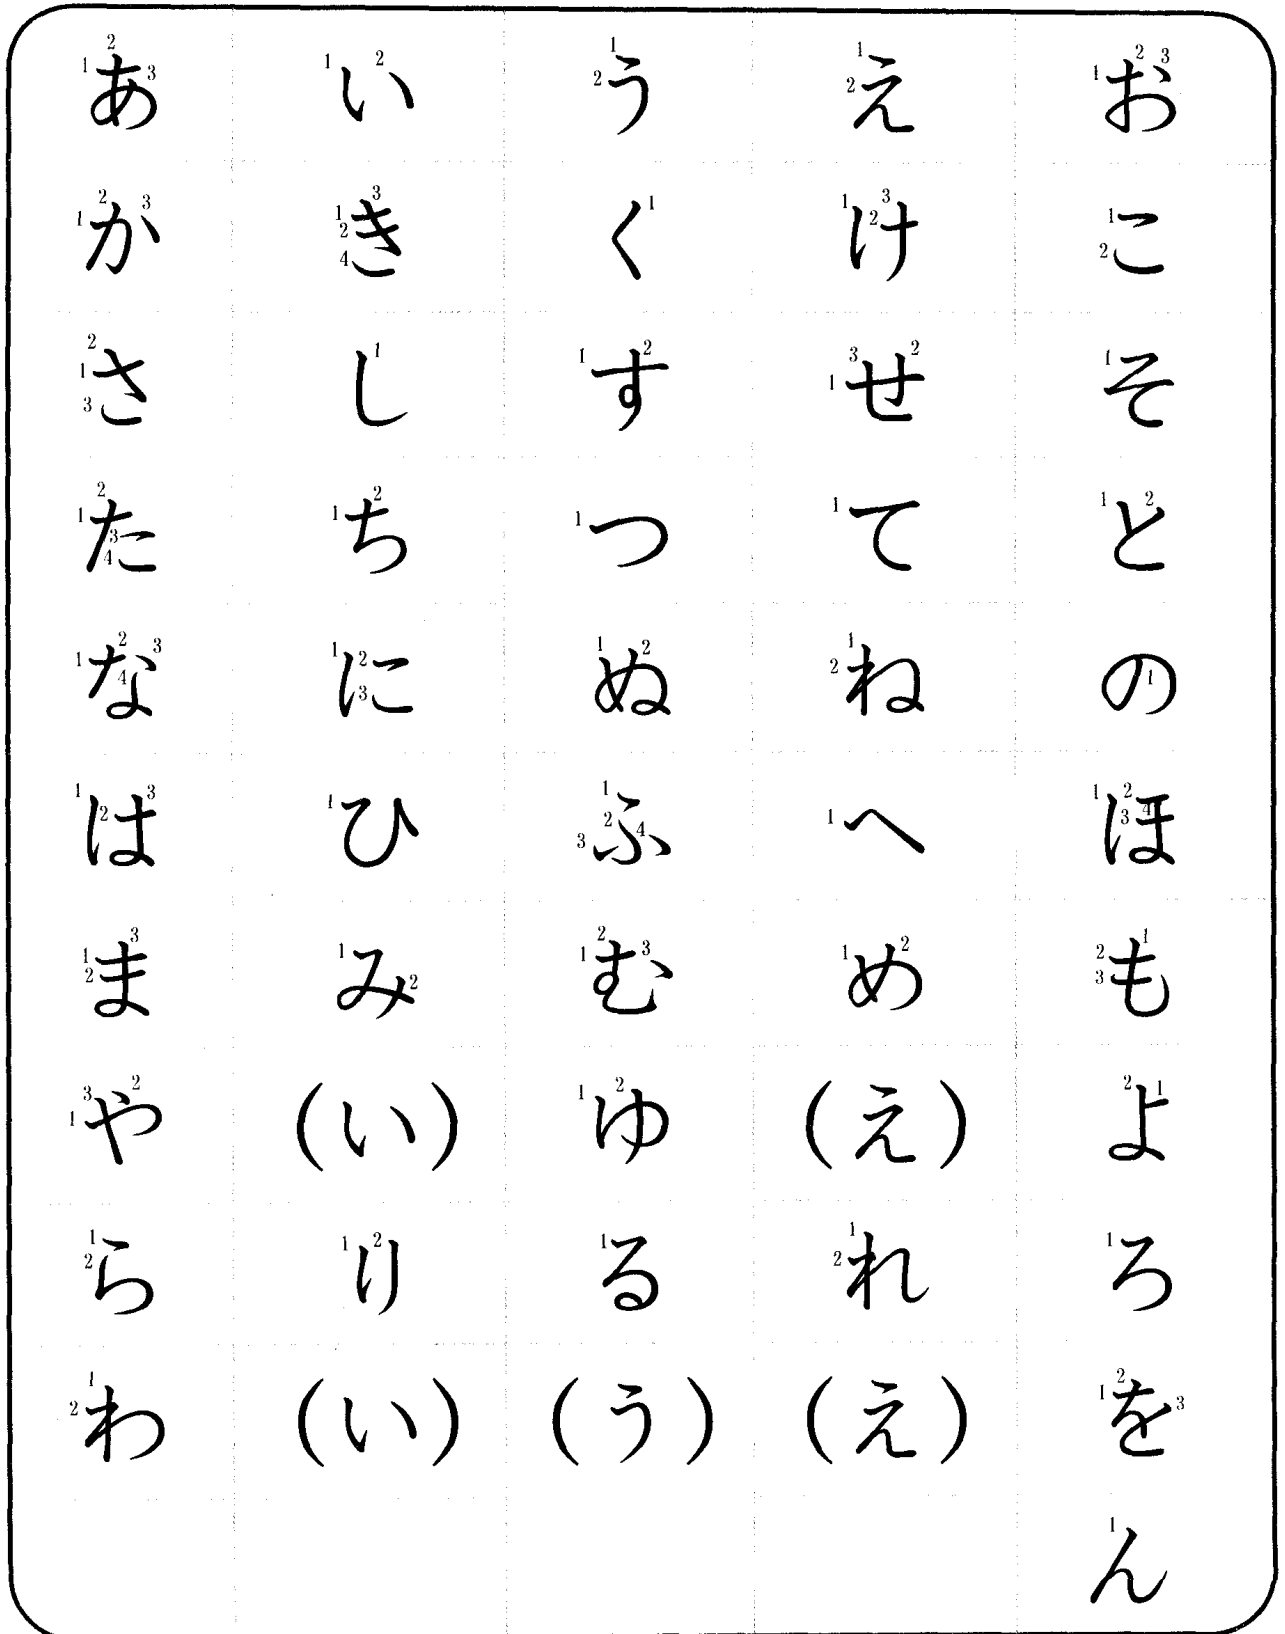 あ い う え お
か き く け こ
さ し す せ そ
た ち つ て と
な に ぬ ね の
は ひ ふ へ ほ
ま み む め も
や (い) ゆ (え) よ
ら り る れ ろ
わ (い) (う) (え) を
ん